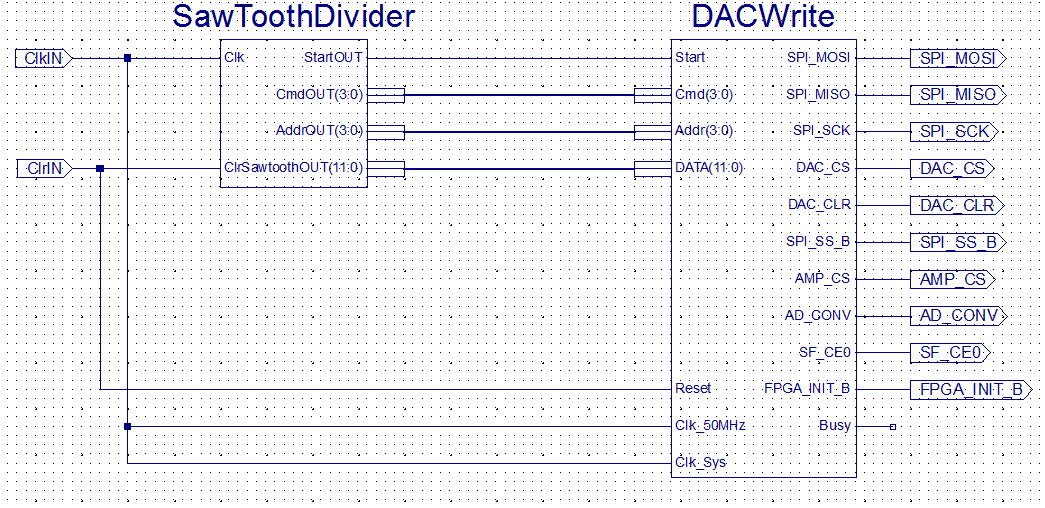 SawToothDivider DACWrite
ClkIN Clk StartOUT Start SPI_MOSI SPI_MOSI
CmdOUT(3:0) Cmd(3:0) SPI_MISO SPI_MISO
AddrOUT(3:0) Addr(3:0) SPI_SCK SPI_SCK
ClrIN ClrSawtoothOUT(11:0) DATA(11:0) DAC_CS DAC_CS
DAC_CLR DAC_CLR
SPI_SS_B SPI_SS_B
AMP_CS AMP_CS
AD_CONV AD_CONV
SF_CE0 SF_CE0
Reset FPGA_INIT_B FPGA_INIT_B
Clk_50MHz Busy
Clk_Sys